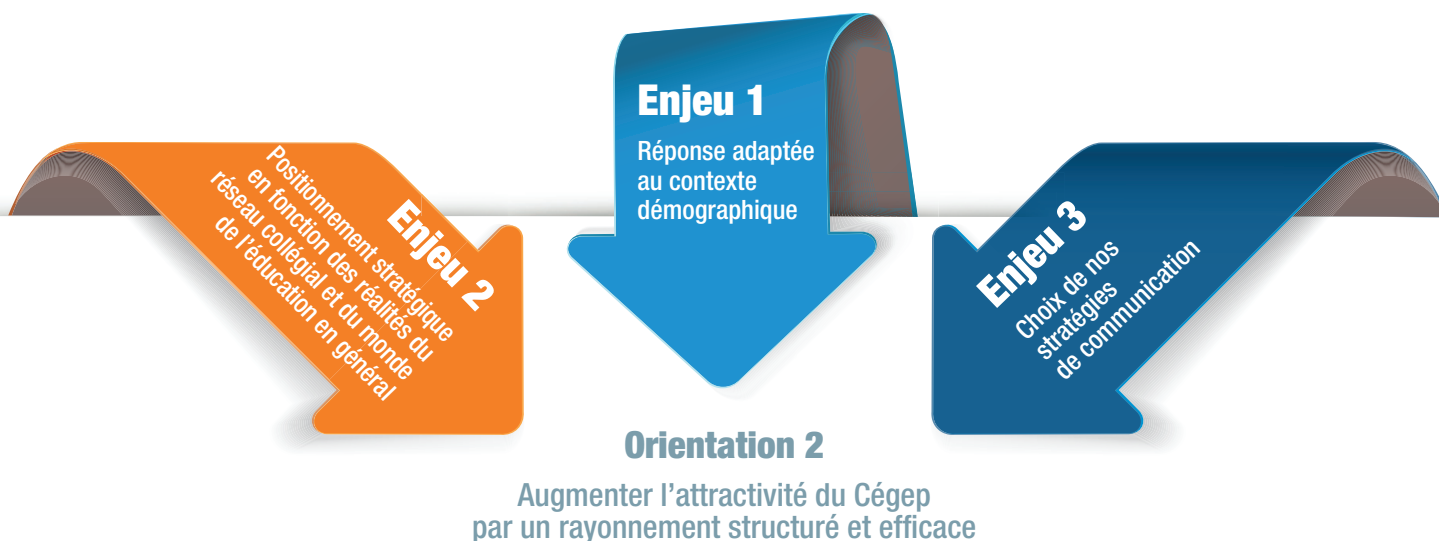 Enjeu 1
Réponse adaptée
au contexte
démographique
Enjeu 2
Positionnement stratégique
en fonction des réalités du
réseau collégial et du monde
de l’éducation en général
Enjeu 3
Choix de nos
stratégies
de communication
Orientation 2
Augmenter l’attractivité du Cégep
par un rayonnement structuré et efficace